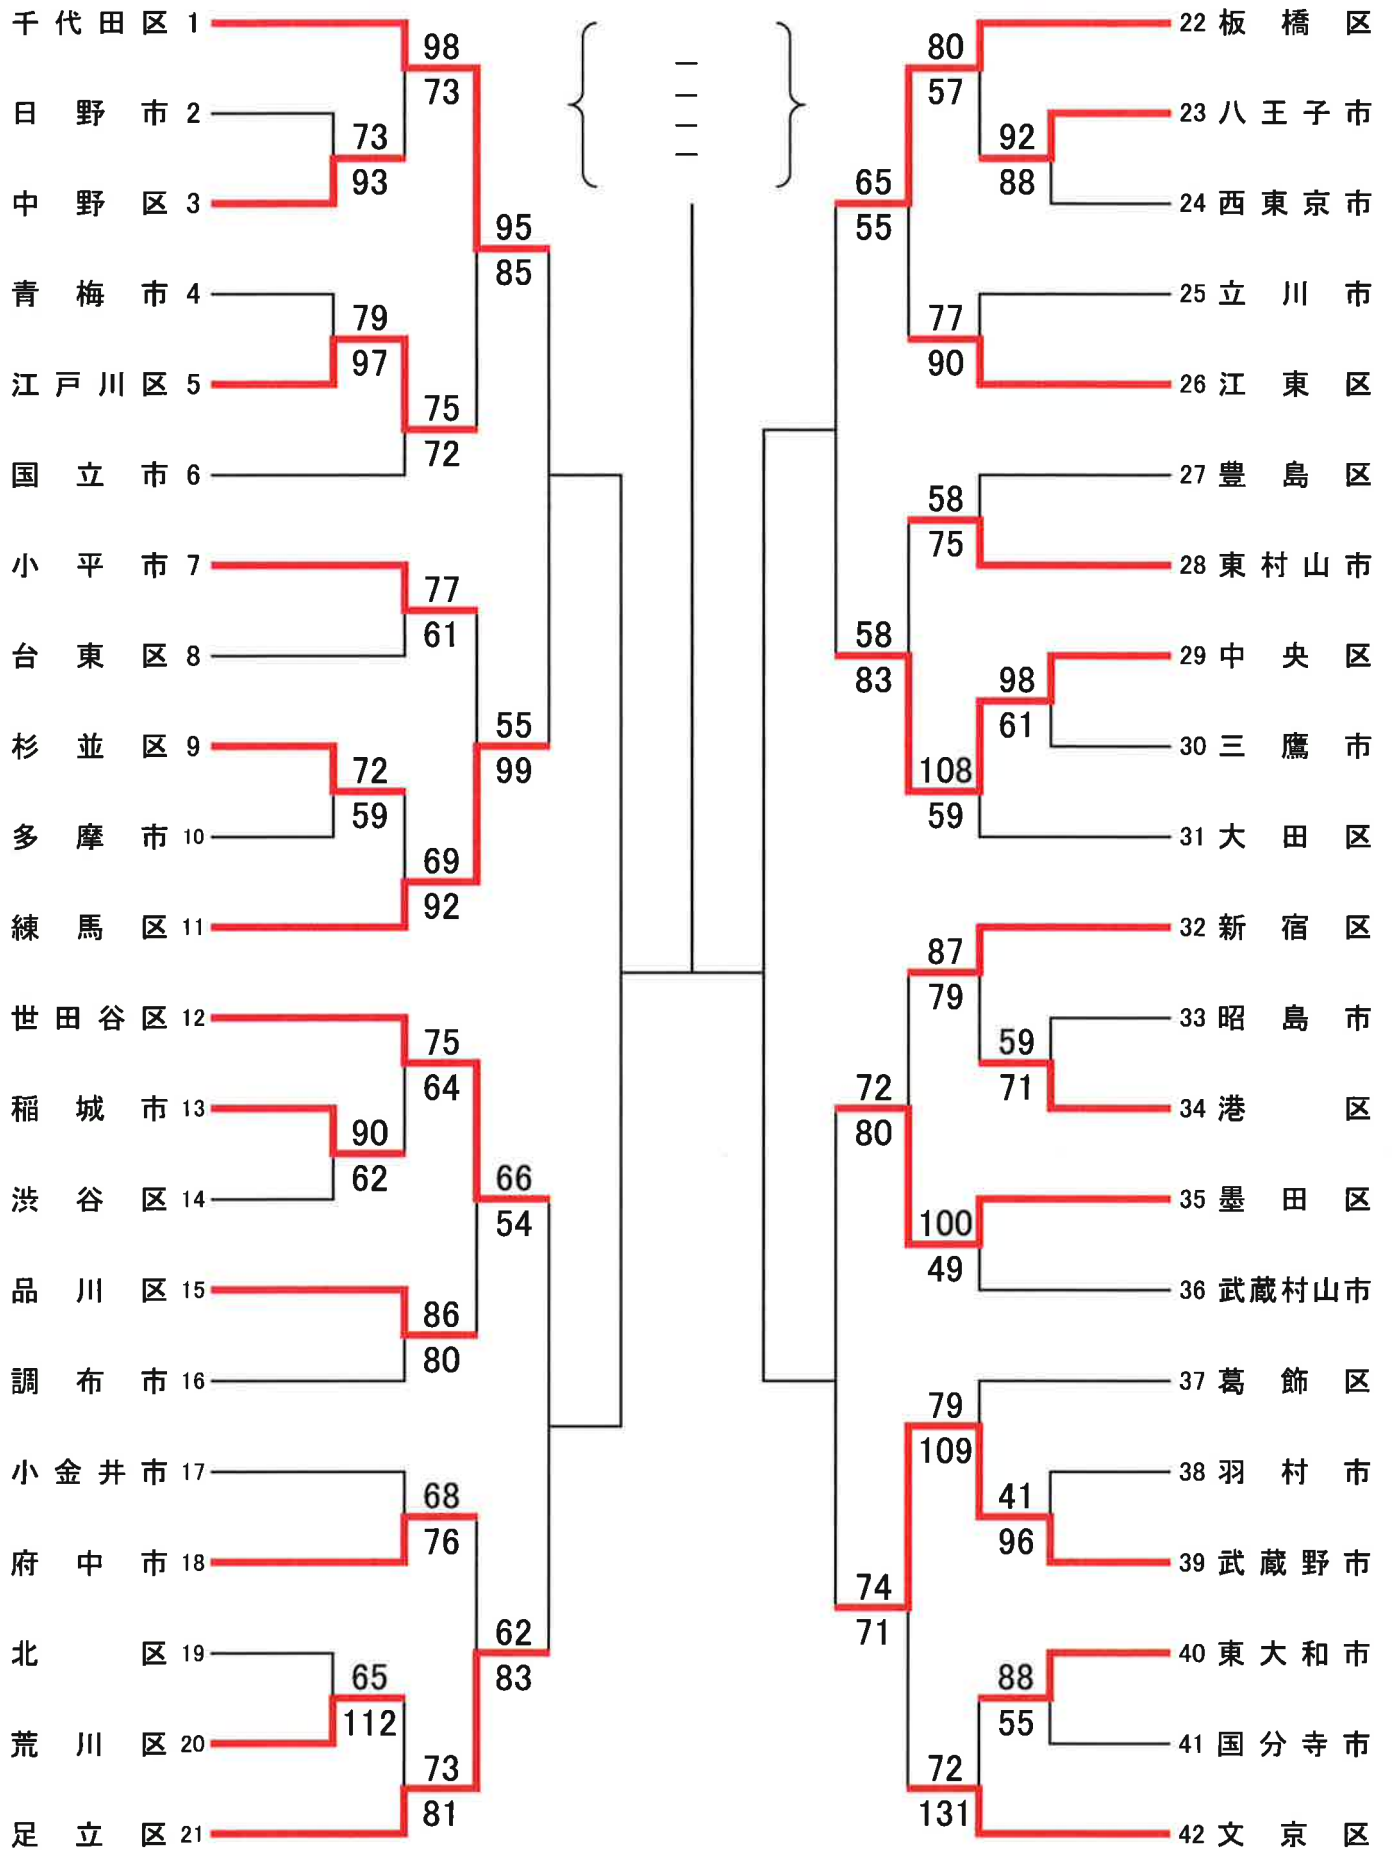 千代田区 1
日野市 2
中野区 3
青梅市 4
江戸川区 5
国立市 6
小平市 7
台東区 8
杉並区 9
多摩市 10
練馬区 11
世田谷区 12
稲城市 13
渋谷区 14
品川区 15
調布市 16
小金井市 17
府中市 18
北区 19
荒川区 20
足立区 21
73
93
79
97
72
59
90
62
65
112
98
73
75
72
77
61
69
92
75
64
86
80
68
76
73
81
95
85
55
99
66
54
62
83
—
—
—
—
65
55
58
83
72
80
74
71
80
57
77
90
58
75
108
59
87
79
100
49
79
109
72
131
92
88
98
61
59
71
41
96
88
55
22 板橋区
23 八王子市
24 西東京市
25 立川市
26 江東区
27 豊島区
28 東村山市
29 中央区
30 三鷹市
31 大田区
32 新宿区
33 昭島市
34 港区
35 墨田区
36 武蔵村山市
37 葛飾区
38 羽村市
39 武蔵野市
40 東大和市
41 国分寺市
42 文京区